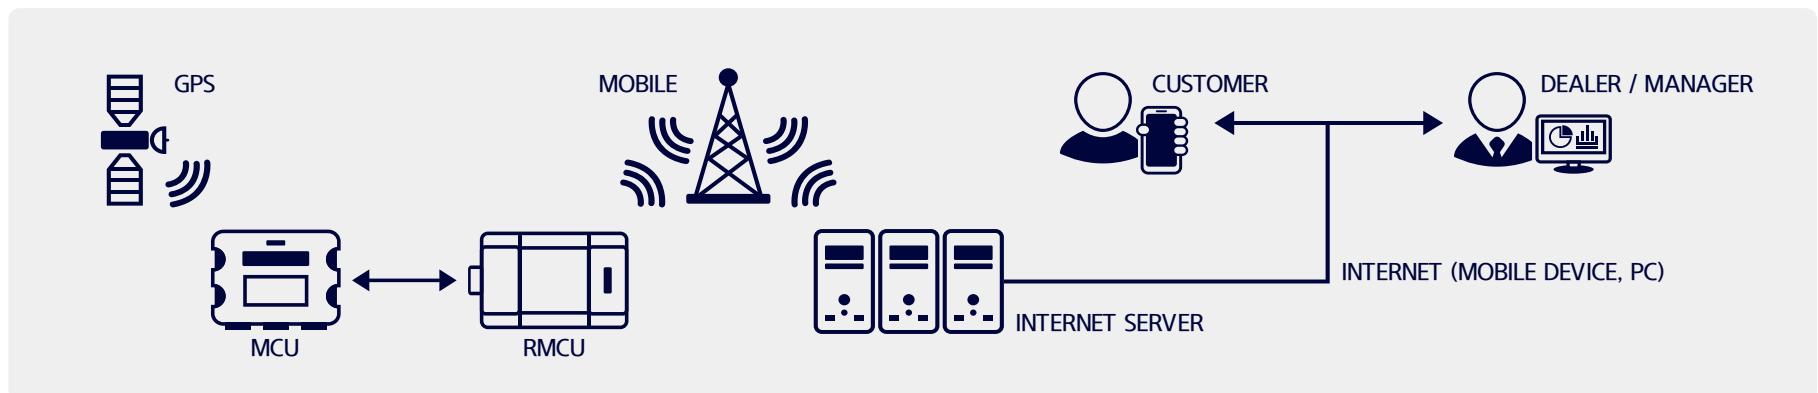 GPS
MOBILE
CUSTOMER
DEALER / MANAGER
INTERNET (MOBILE DEVICE, PC)
INTERNET SERVER
MCU
RMCU